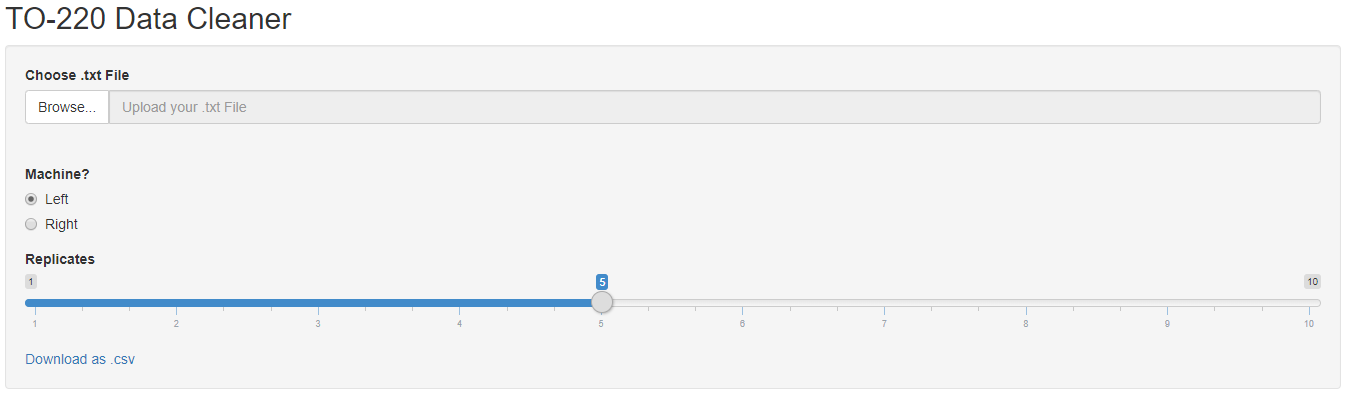 TO-220 Data Cleaner
Choose .txt File
Browse... Upload your .txt File
Machine?
Left
Right
Replicates
1 5 10
1 2 3 4 5 6 7 8 9 10
Download as .csv